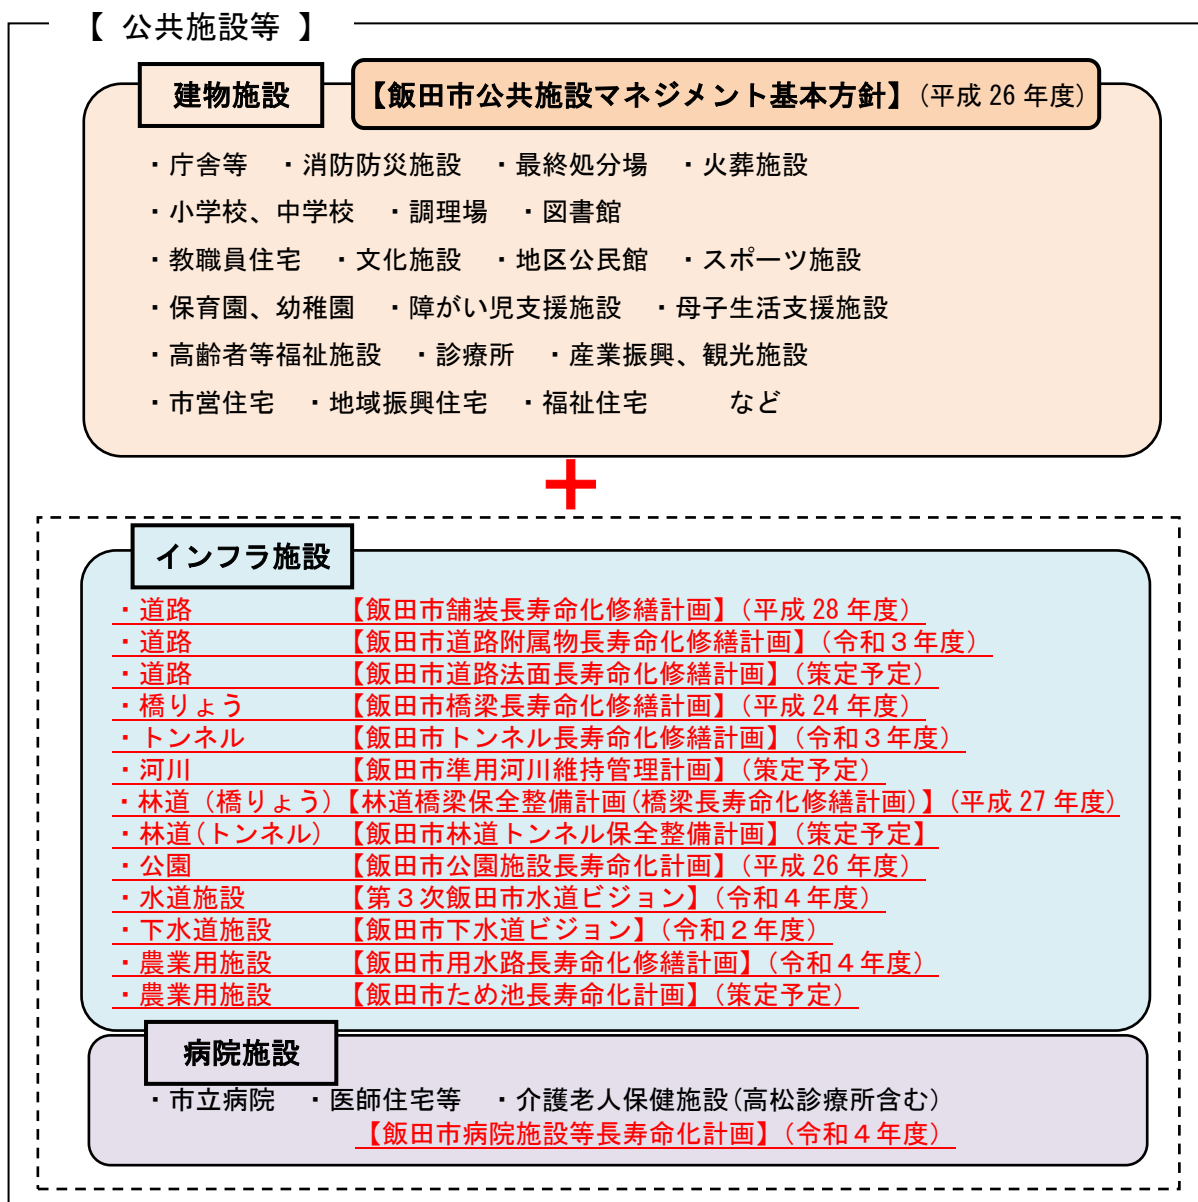 【 公共施設等 】
建物施設 【飯田市公共施設マネジメント基本方針】(平成 26 年度)
・庁舎等 ・消防防災施設 ・最終処分場 ・火葬施設
・小学校、中学校 ・調理場 ・図書館
・教職員住宅 ・文化施設 ・地区公民館 ・スポーツ施設
・保育園、幼稚園 ・障がい児支援施設 ・母子生活支援施設
・高齢者等福祉施設 ・診療所 ・産業振興、観光施設
・市営住宅 ・地域振興住宅 ・福祉住宅 など
+
インフラ施設
・道路 【飯田市舗装長寿命化修繕計画】(平成 28 年度)
・道路 【飯田市道路附属物長寿命化修繕計画】(令和３年度)
・道路 【飯田市道路法面長寿命化修繕計画】(策定予定)
・橋りょう 【飯田市橋梁長寿命化修繕計画】(平成 24 年度)
・トンネル 【飯田市トンネル長寿命化修繕計画】(令和３年度)
・河川 【飯田市準用河川維持管理計画】(策定予定)
・林道（橋りょう)【林道橋梁保全整備計画(橋梁長寿命化修繕計画)】(平成 27 年度)
・林道(トンネル) 【飯田市林道トンネル保全整備計画】(策定予定】
・公園 【飯田市公園施設長寿命化計画】(平成 26 年度)
・水道施設 【第３次飯田市水道ビジョン】(令和４年度)
・下水道施設 【飯田市下水道ビジョン】(令和２年度)
・農業用施設 【飯田市用水路長寿命化修繕計画】(令和４年度)
・農業用施設 【飯田市ため池長寿命化計画】(策定予定)
病院施設
・市立病院 ・医師住宅等 ・介護老人保健施設(高松診療所含む)
【飯田市病院施設等長寿命化計画】(令和４年度)